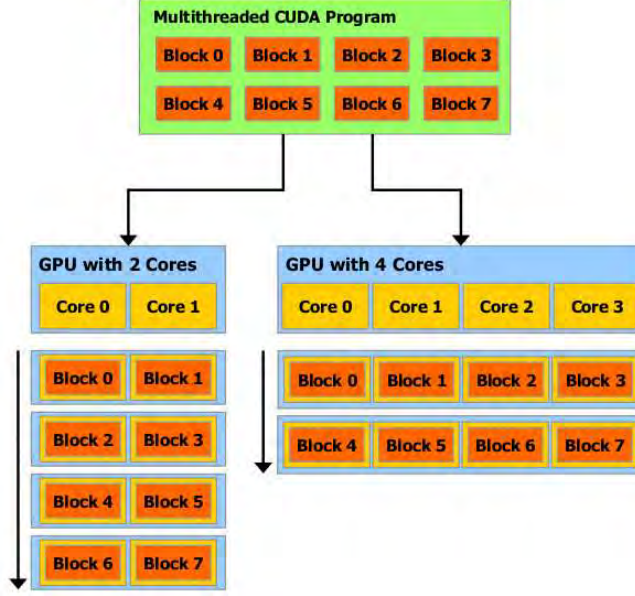 Multithreaded CUDA Program
Block 0 Block 1 Block 2 Block 3
Block 4 Block 5 Block 6 Block 7
GPU with 2 Cores
Core 0 Core 1
Block 0 Block 1
Block 2 Block 3
Block 4 Block 5
Block 6 Block 7
GPU with 4 Cores
Core 0 Core 1 Core 2 Core 3
Block 0 Block 1 Block 2 Block 3
Block 4 Block 5 Block 6 Block 7